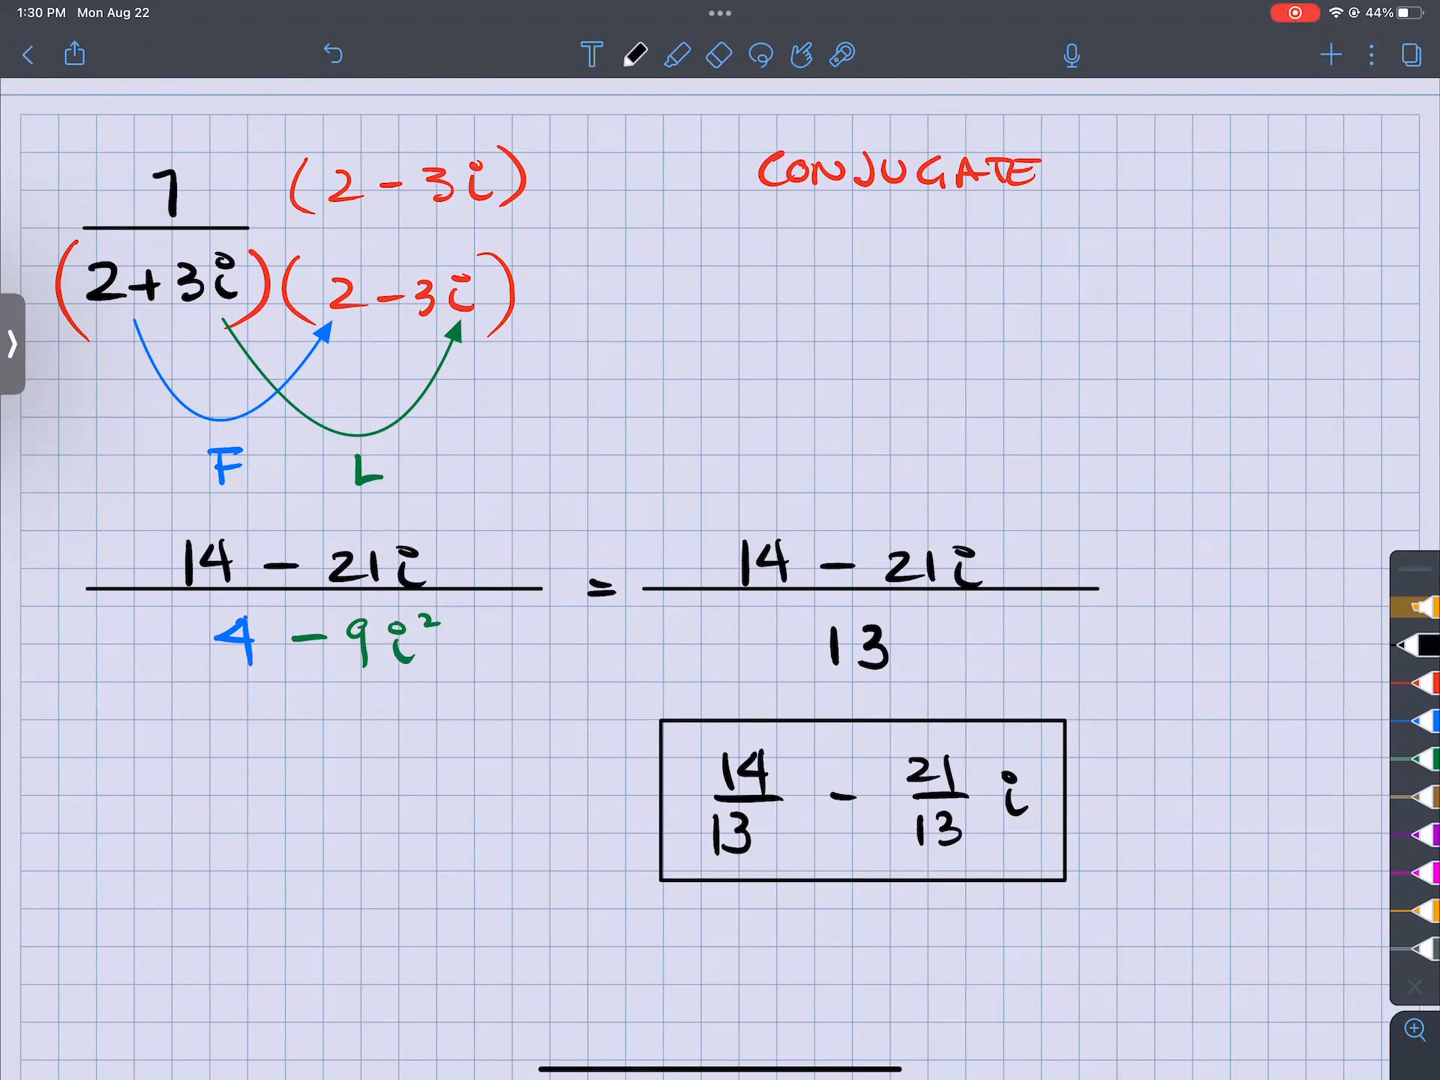 1:30 PM Mon Aug 22
44%
7 (2 - 3i)
CONJUGATE
(2 + 3i) (2 - 3i)
F L
14 - 21i = 14 - 21i
4 - 9i² 13
14 - 21 i
13 13